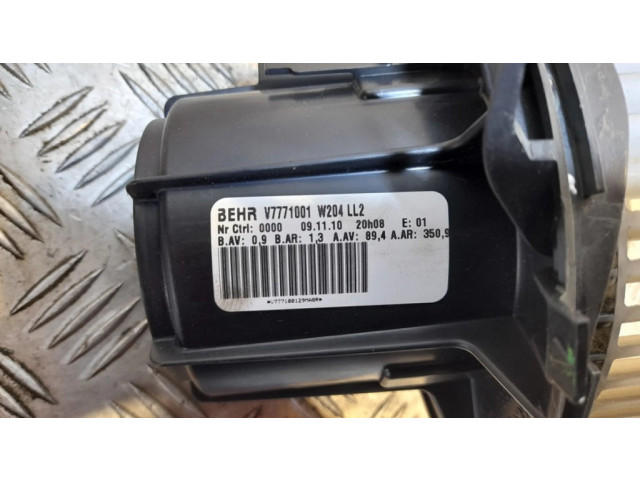 BEHR V7771001 W204 LL2
Nr Ctrl: 0000 09.11.10 20h08 E: 01
B.AV: 0,9 B.AR: 1,3 A.AV: 89,4 A.AR: 350,9
*V777100129MABR*